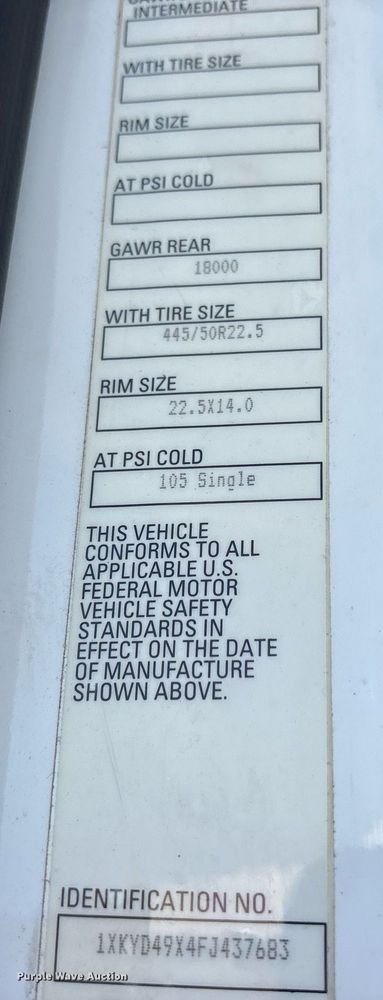 INTERMEDIATE
WITH TIRE SIZE
RIM SIZE
AT PSI COLD
GAWR REAR
18000
WITH TIRE SIZE
445/50R22.5
RIM SIZE
22.5X14.0
AT PSI COLD
105 Single
THIS VEHICLE
CONFORMS TO ALL
APPLICABLE U.S.
FEDERAL MOTOR
VEHICLE SAFETY
STANDARDS IN
EFFECT ON THE DATE
OF MANUFACTURE
SHOWN ABOVE.
IDENTIFICATION NO.
1XKYD49X4FJ437683
Purple Wave Auction